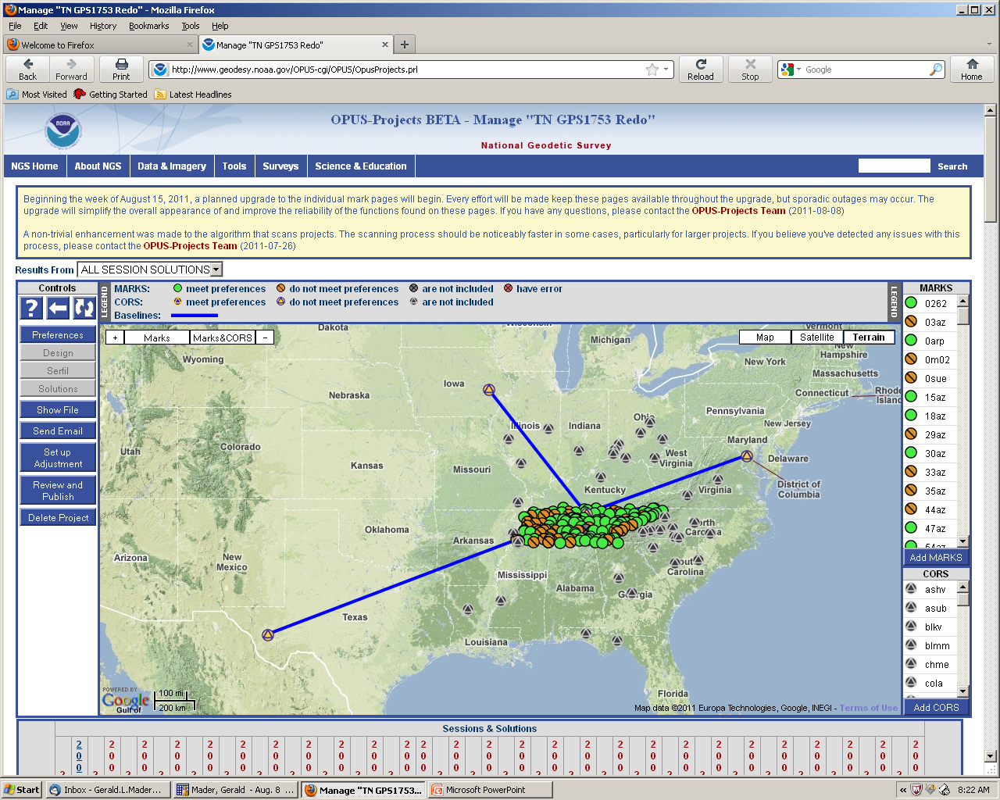 Manage "TN GPS1753 Redo" - Mozilla Firefox
File Edit View History Bookmarks Tools Help
Welcome to Firefox
Manage "TN GPS1753 Redo"
Back Forward Print http://www.geodesy.noaa.gov/OPUS-cgi/OPUS/OpusProjects.prl Reload Stop Google Home
Most Visited Getting Started Latest Headlines
NOAA
OPUS-Projects BETA - Manage "TN GPS1753 Redo"
National Geodetic Survey
NGS Home About NGS Data & Imagery Tools Surveys Science & Education Search
Beginning the week of August 15, 2011, a planned upgrade to the individual mark pages will begin. Every effort will be made keep these pages available throughout the upgrade, but sporadic outages may occur. The
upgrade will simplify the overall appearance of and improve the reliability of the functions found on these pages. If you have any questions, please contact the OPUS-Projects Team (2011-08-08)
A non-trivial enhancement was made to the algorithm that scans projects. The scanning process should be noticeably faster in some cases, particularly for larger projects. If you believe you've detected any issues with this
process, please contact the OPUS-Projects Team (2011-07-26)
Results From ALL SESSION SOLUTIONS
Controls
?
Preferences
Design
Serfil
Solutions
Show File
Send Email
Set up
Adjustment
Review and
Publish
Delete Project
LEGEND
MARKS: meet preferences do not meet preferences are not included have error
CORS: meet preferences do not meet preferences are not included
Baselines:
LEGEND
+ Marks Marks&CORS -
Map Satellite Terrain
Wisconsin
Dakota
Vermont
Michigan
New
Hampshire
Wyoming
New York
Massachusetts
Iowa
Nebraska
Connecticut
Rhode
Island
Pennsylvania
Illinois
Indiana
Ohio
New Jersey
Maryland
Utah
Colorado
Kansas
Missouri
West
Virginia
Delaware
District of
Columbia
Kentucky
Virginia
Oklahoma
Arkansas
North
Carolina
Arizona
New
Mexico
Mississippi
Alabama
Georgia
South
Carolina
Texas
Louisiana
Florida
POWERED BY
Google
Gulf of
100 mi
200 km
Map data ©2011 Europa Technologies, Google, INEGI - Terms of Use
MARKS
0262
03az
0arp
0m02
0sue
15az
18az
29az
30az
33az
35az
44az
47az
54az
Add MARKS
CORS
ashv
asub
blkv
blmm
chme
cola
Add CORS
Sessions & Solutions
2 2 2 2 2 2 2 2 2 2 2 2 2 2 2 2 2 2 2 2 2 2 2 2 2 2
0 0 0 0 0 0 0 0 0 0 0 0 0 0 0 0 0 0 0 0 0 0 0 0 0 0
0 0 0 0 0 0 0 0 0 0 0 0 0 0 0 0 0 0 0 0 0 0 0 0 0 0
Start Inbox - Gerald.L.Mader... Mader, Gerald - Aug. 8 ... Manage "TN GPS1753... Microsoft PowerPoint « 8:22 AM